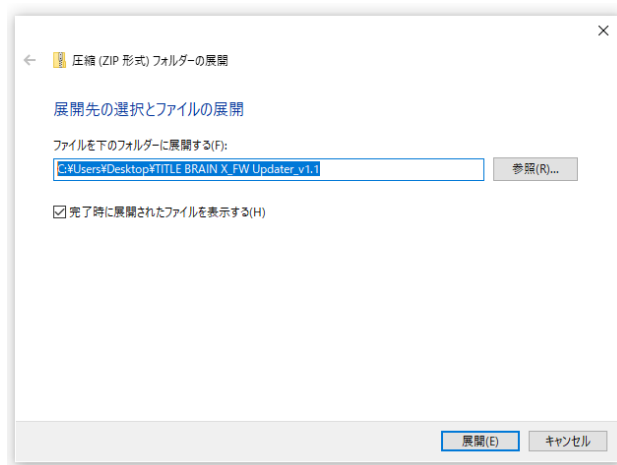 圧縮 (ZIP 形式) フォルダーの展開
展開先の選択とファイルの展開
ファイルを下のフォルダーに展開する(F):
C:¥Users¥Desktop¥TITLE BRAIN X_FW Updater_v1.1
参照(R)...
完了時に展開されたファイルを表示する(H)
展開(E)
キャンセル